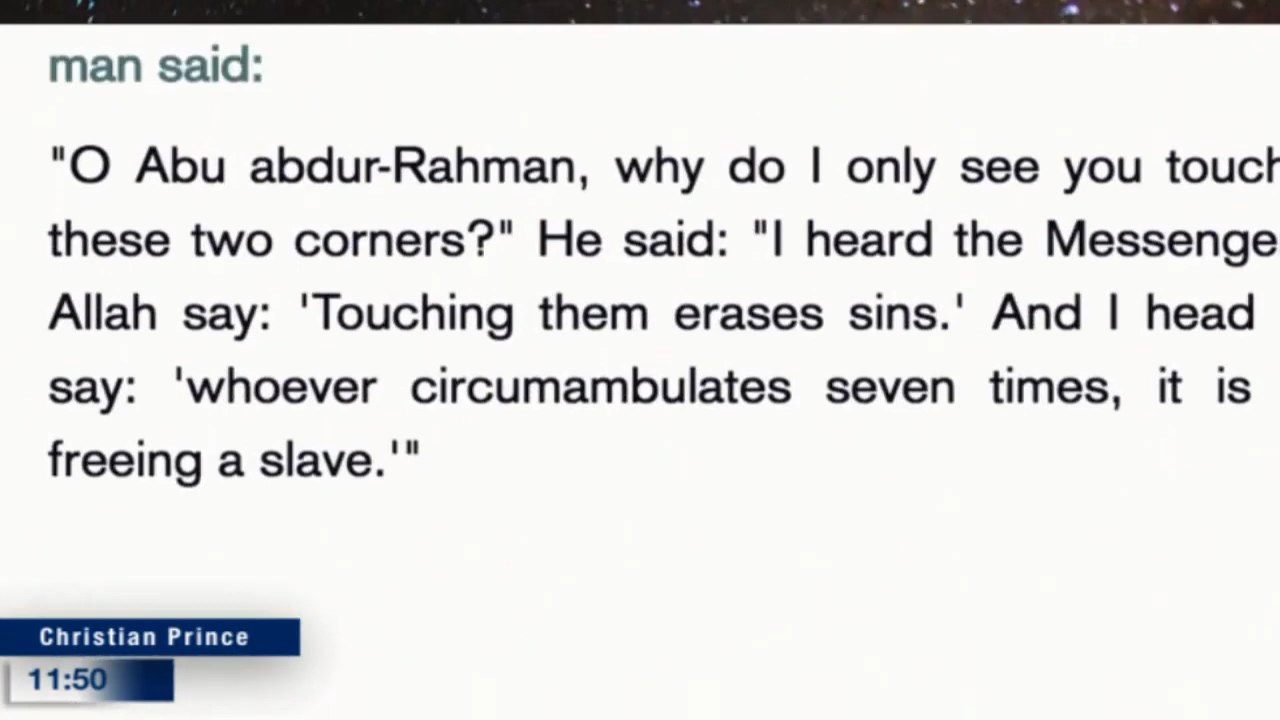 man said:
"O Abu abdur-Rahman, why do I only see you touch
these two corners?" He said: "I heard the Messenge
Allah say: 'Touching them erases sins.' And I head
say: 'whoever circumambulates seven times, it is
freeing a slave.'"
Christian Prince
11:50